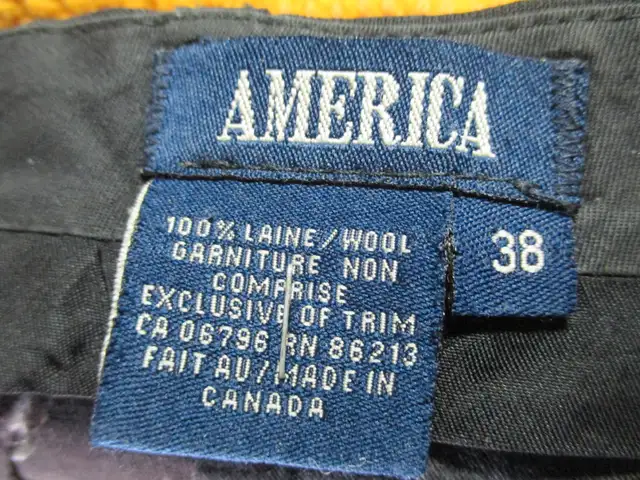 AMERICA
38
100% LAINE/WOOL
GARNITURE NON
COMPRISE
EXCLUSIVE OF TRIM
CA 06796 RN 86213
FAIT AU/MADE IN
CANADA